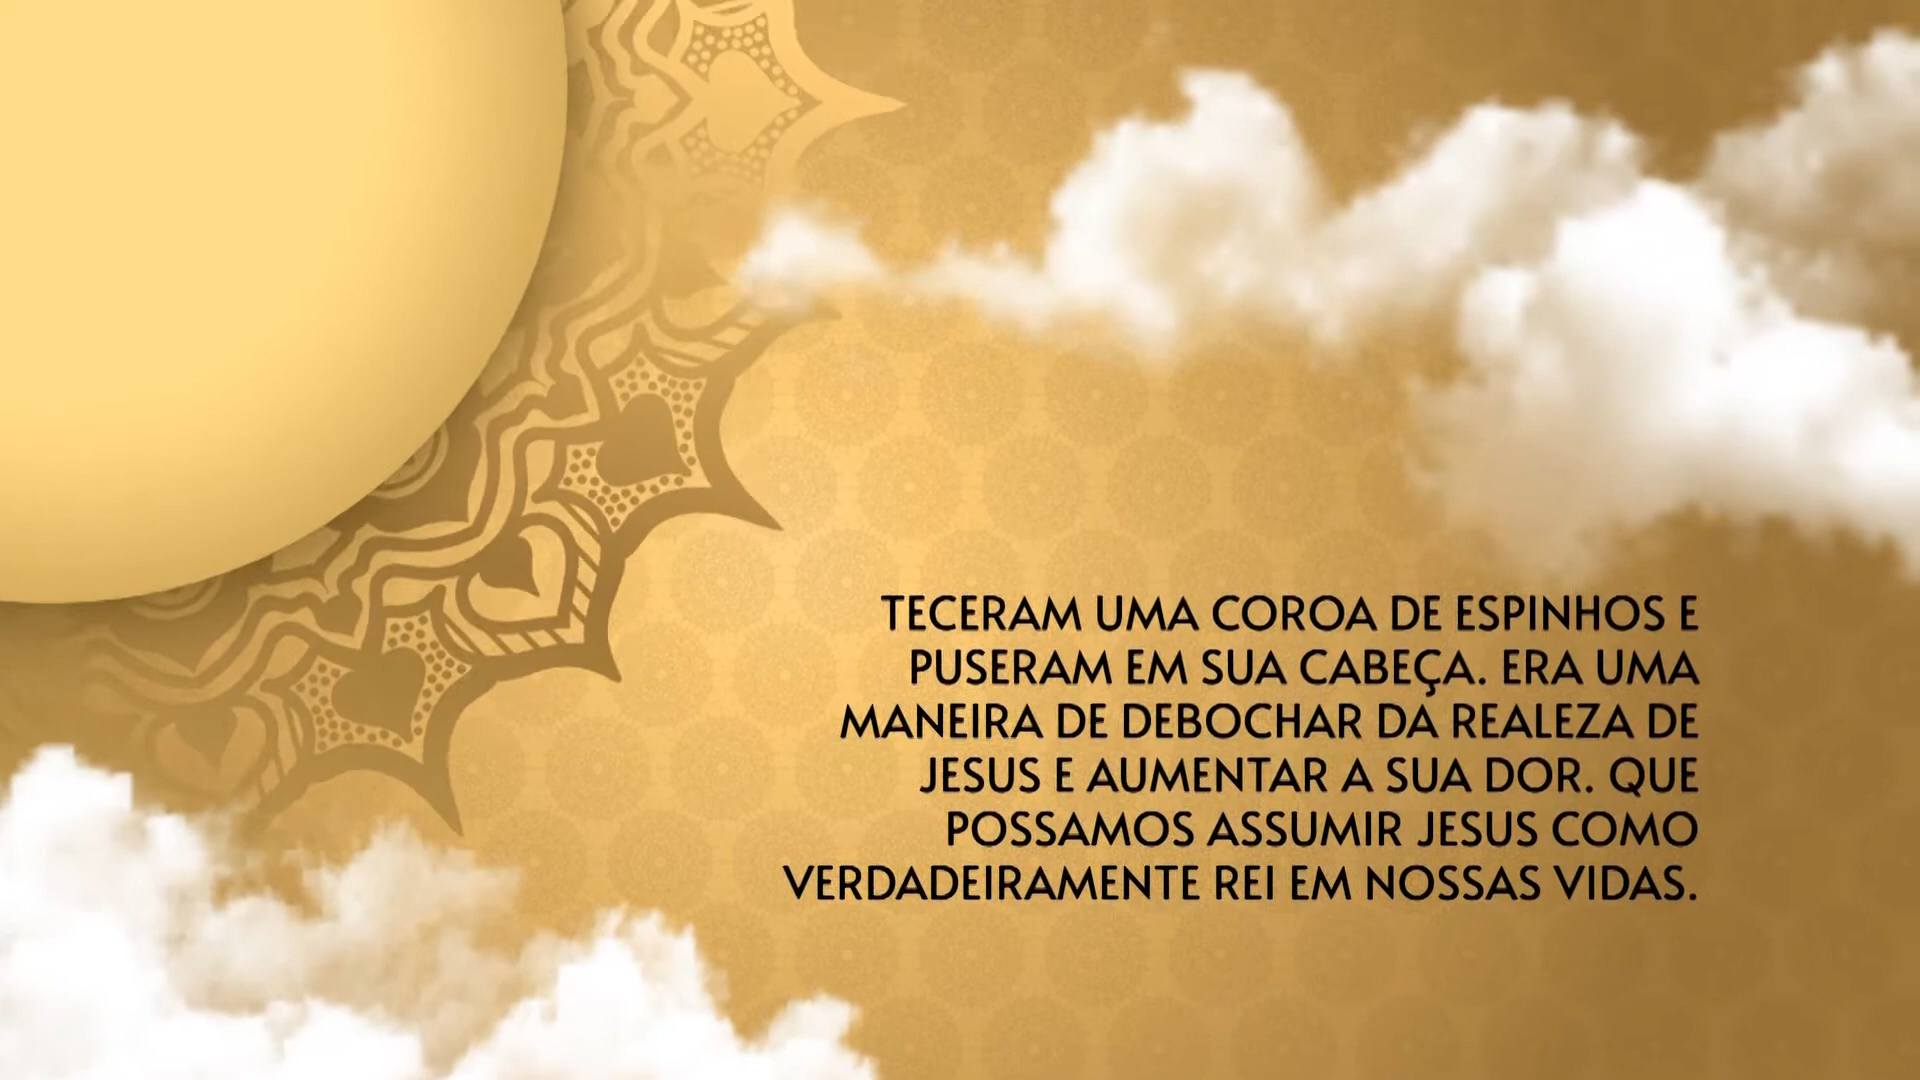 TECERAM UMA COROA DE ESPINHOS E
PUSERAM EM SUA CABEÇA. ERA UMA
MANEIRA DE DEBOCHAR DA REALEZA DE
JESUS E AUMENTAR A SUA DOR. QUE
POSSAMOS ASSUMIR JESUS COMO
VERDADEIRAMENTE REI EM NOSSAS VIDAS.